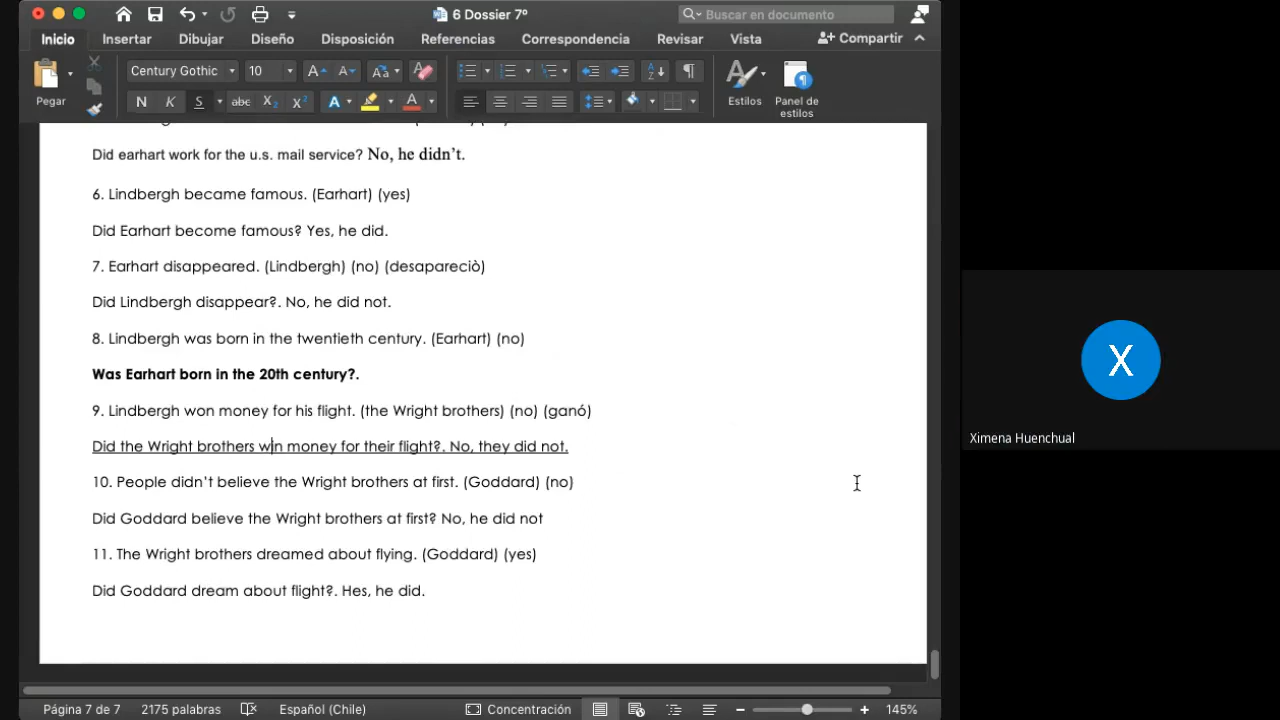 6 Dossier 7º
Buscar en documento
Inicio Insertar Dibujar Diseño Disposición Referencias Correspondencia Revisar Vista Compartir
Pegar Century Gothic 10 A A Aa A Estilos Panel de estilos
N K S abc X₂ X² A A
Did earhart work for the u.s. mail service? No, he didn't.
6. Lindbergh became famous. (Earhart) (yes)
Did Earhart become famous? Yes, he did.
7. Earhart disappeared. (Lindbergh) (no) (desapareciò)
Did Lindbergh disappear?. No, he did not.
8. Lindbergh was born in the twentieth century. (Earhart) (no)
Was Earhart born in the 20th century?.
9. Lindbergh won money for his flight. (the Wright brothers) (no) (ganó)
Did the Wright brothers win money for their flight?. No, they did not.
10. People didn't believe the Wright brothers at first. (Goddard) (no)
Did Goddard believe the Wright brothers at first? No, he did not
11. The Wright brothers dreamed about flying. (Goddard) (yes)
Did Goddard dream about flight?. Hes, he did.
X
Ximena Huenchual
Página 7 de 7 2175 palabras Español (Chile) Concentración 145%